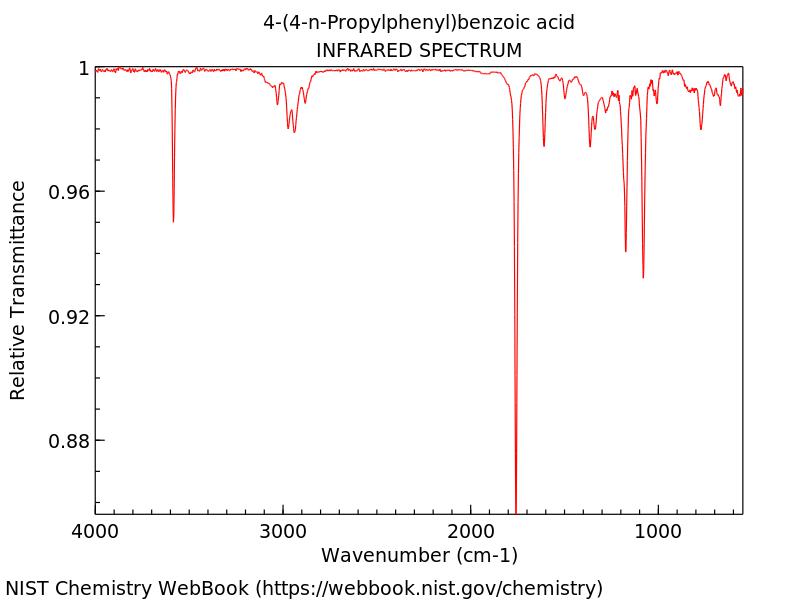 4-(4-n-Propylphenyl)benzoic acid
INFRARED SPECTRUM
1
0.96
0.92
0.88
Relative Transmittance
4000 3000 2000 1000
Wavenumber (cm-1)
NIST Chemistry WebBook (https://webbook.nist.gov/chemistry)